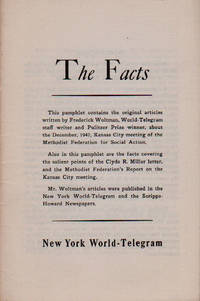 The Facts
This pamphlet contains the original articles
written by Frederick Woltman, World-Telegram
staff writer and Pulitzer Prize winner, about
the December, 1947, Kansas City meeting of the
Methodist Federation for Social Action.
Also in this pamphlet are the facts covering
the salient points of the Clyde R. Miller letter,
and the Methodist Federation's Report on the
Kansas City meeting.
Mr. Woltman's articles were published in the
New York World-Telegram and the Scripps-
Howard Newspapers.
New York World-Telegram